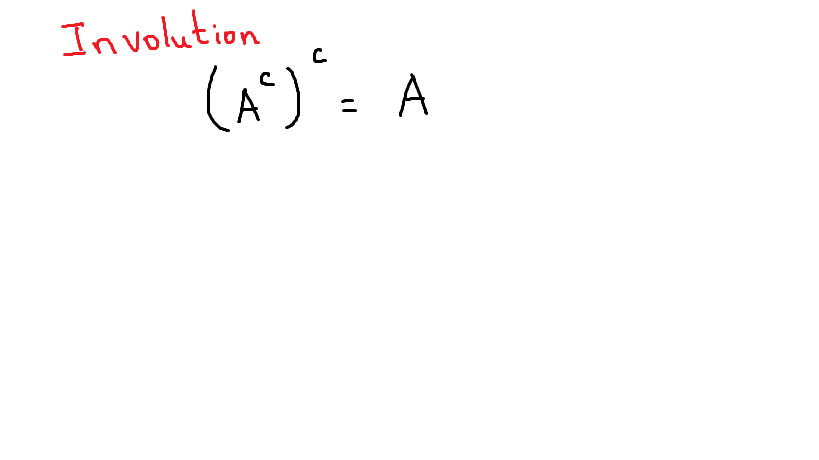 Involution
(A^c)^c = A